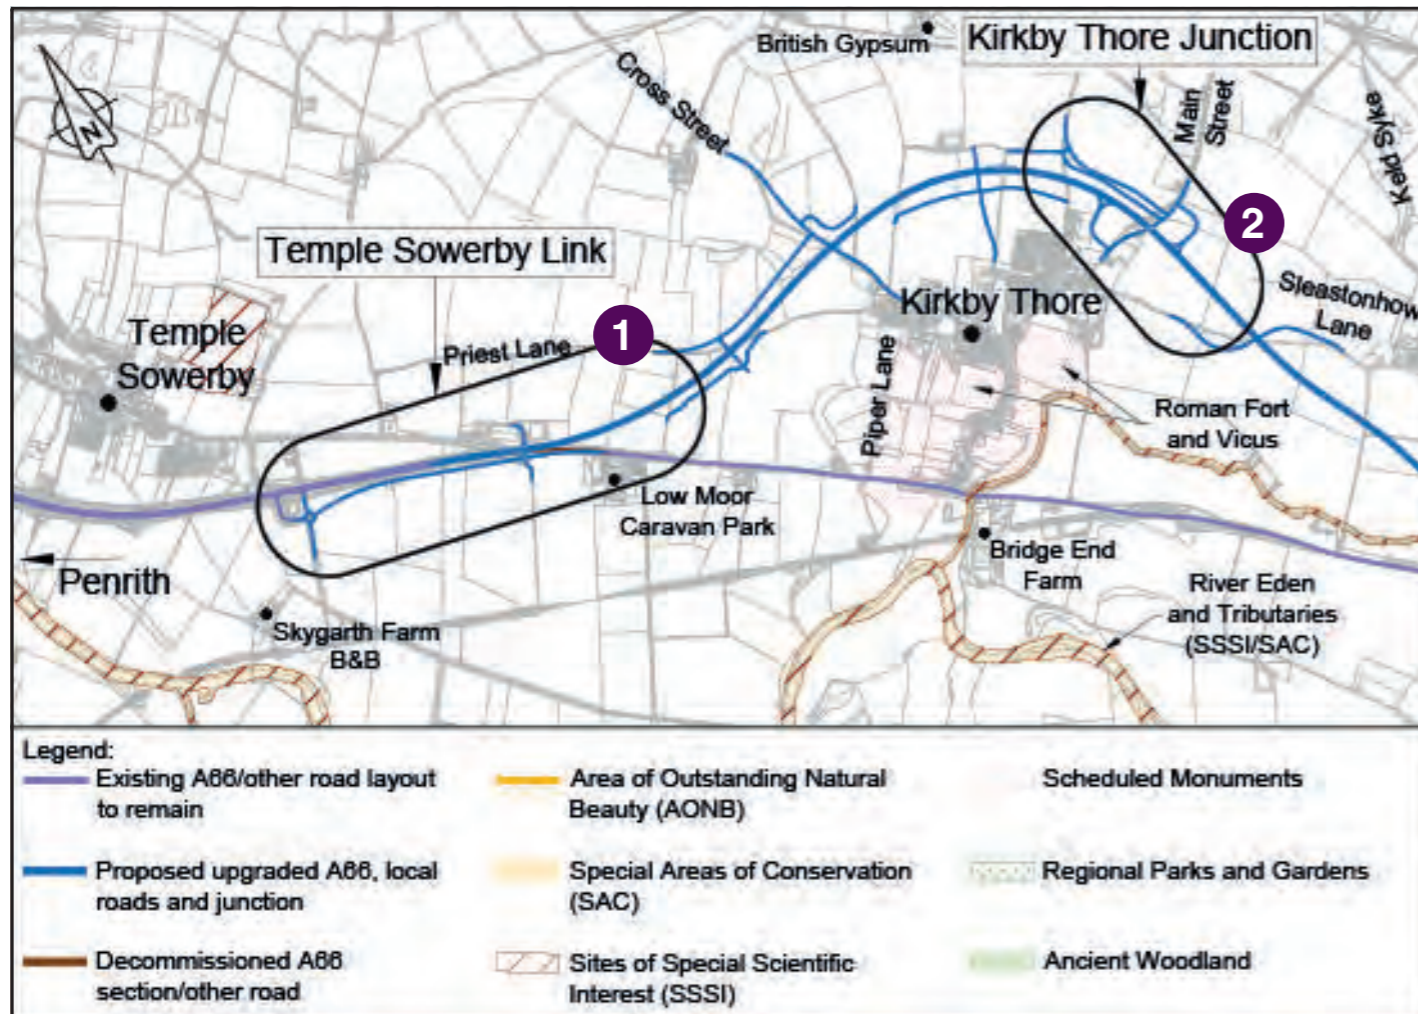 British Gypsum
Kirkby Thore Junction
Cross Street
Main
Street
Keld Syke
N
2
Temple Sowerby Link
Sleastonhow
Lane
Temple
Sowerby
Priest Lane
1
Kirkby Thore
Piper Lane
Roman Fort
and Vicus
Low Moor
Caravan Park
Penrith
Bridge End
Farm
River Eden
and Tributaries
(SSSI/SAC)
Skygarth Farm
B&B
Legend:
Existing A66/other road layout
to remain
Proposed upgraded A66, local
roads and junction
Decommissioned A66
section/other road
Area of Outstanding Natural
Beauty (AONB)
Special Areas of Conservation
(SAC)
Sites of Special Scientific
Interest (SSSI)
Scheduled Monuments
Regional Parks and Gardens
Ancient Woodland